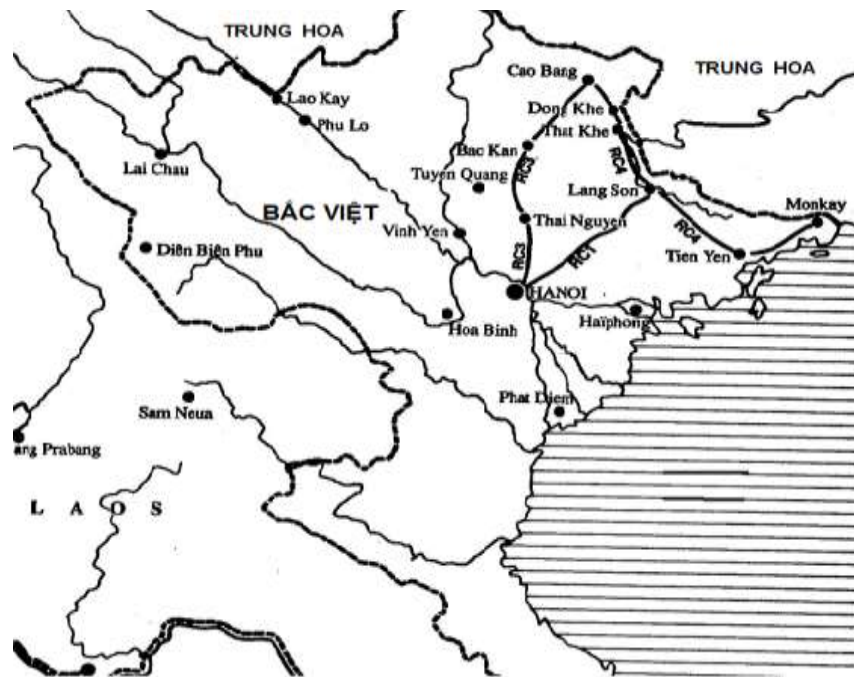 TRUNG HOA
TRUNG HOA
Cao Bang
Lao Kay
Dong Khe
Phu Lo
That Khe
Bac Kan
RC3
RC4
Lai Chau
Tuyen Quang
Lang Son
Monkay
BẮC VIỆT
Thai Nguyen
RC4
Vinh Yen
Diên Biên Phu
RC3
RC1
Tien Yen
HANOI
Hoa Binh
Haïphong
Sam Neua
Phat Diem
ang Prabang
L A O S